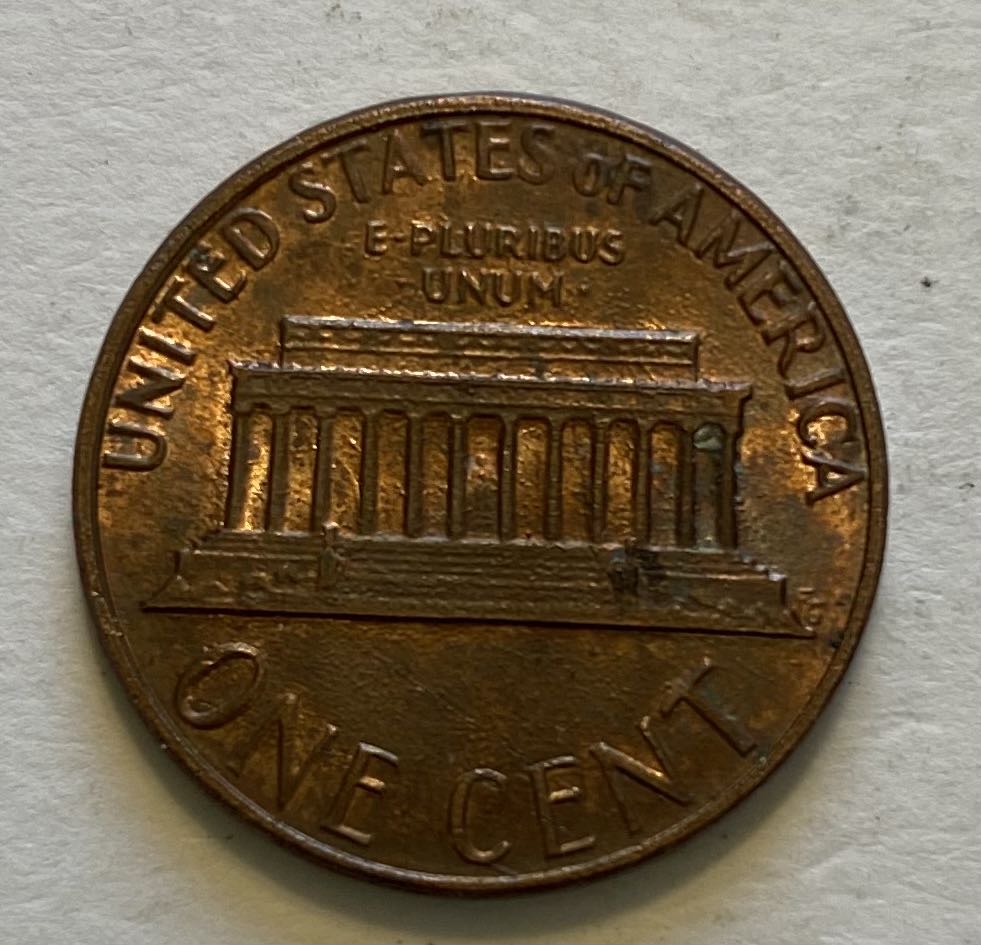 UNITED STATES OF AMERICA
E·PLURIBUS
·UNUM·
ONE CENT